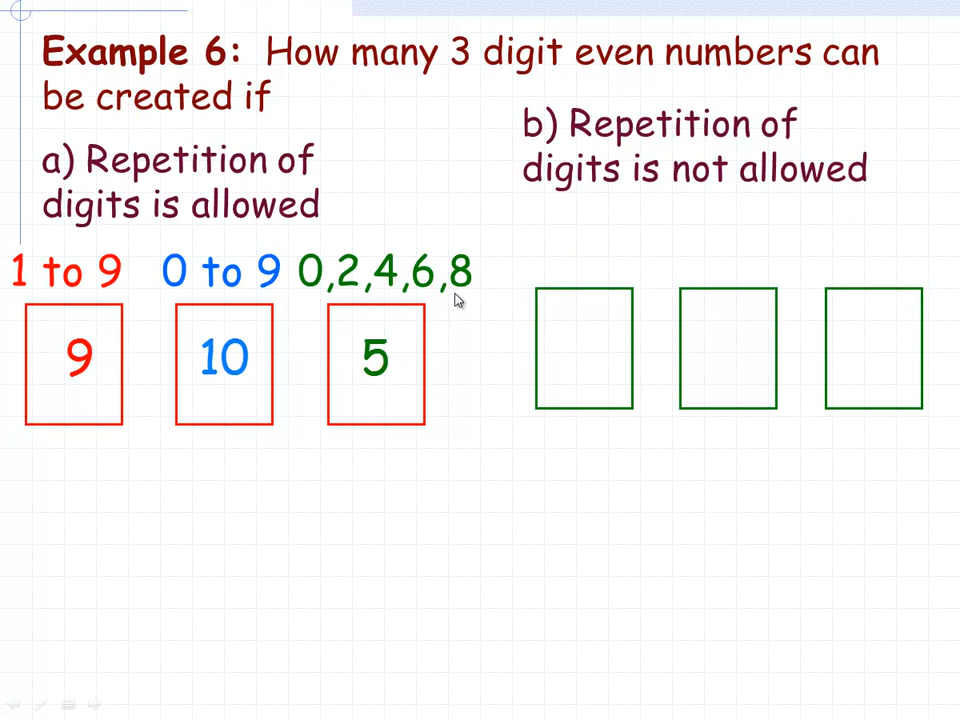 Example 6: How many 3 digit even numbers can
be created if
a) Repetition of
digits is allowed
b) Repetition of
digits is not allowed
1 to 9 0 to 9 0,2,4,6,8
9 10 5